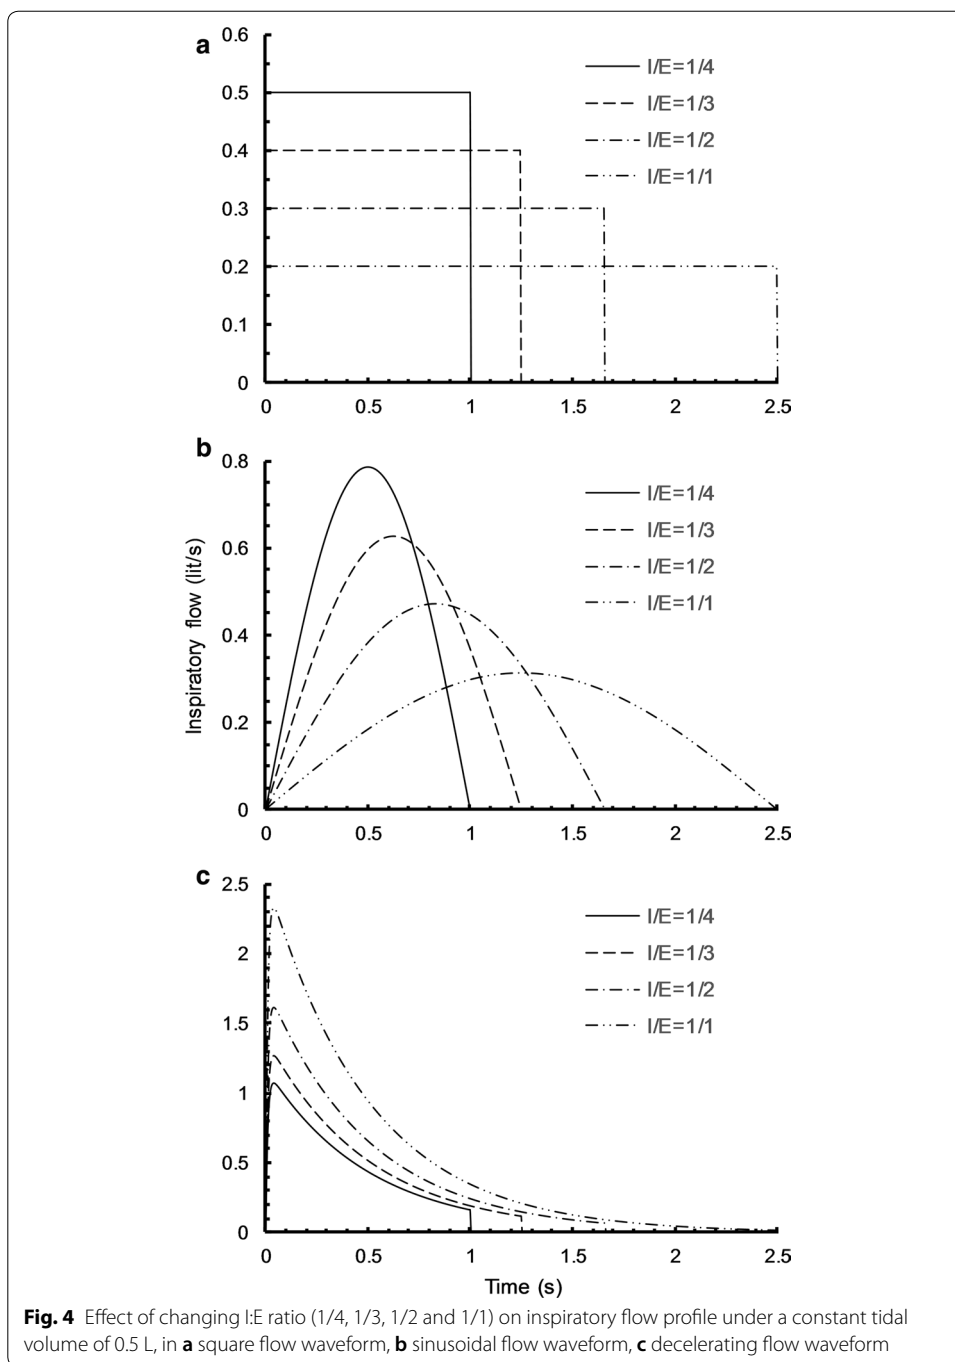 a
0.6
0.5
0.4
0.3
0.2
0.1
0
I/E=1/4
I/E=1/3
I/E=1/2
I/E=1/1
0 0.5 1 1.5 2 2.5
b
0.8
0.6
0.4
0.2
0
Inspiratory flow (lit/s)
I/E=1/4
I/E=1/3
I/E=1/2
I/E=1/1
0 0.5 1 1.5 2 2.5
c
2.5
2
1.5
1
0.5
0
I/E=1/4
I/E=1/3
I/E=1/2
I/E=1/1
0 0.5 1 1.5 2 2.5
Time (s)
Fig. 4 Effect of changing I:E ratio (1/4, 1/3, 1/2 and 1/1) on inspiratory flow profile under a constant tidal
volume of 0.5 L, in a square flow waveform, b sinusoidal flow waveform, c decelerating flow waveform